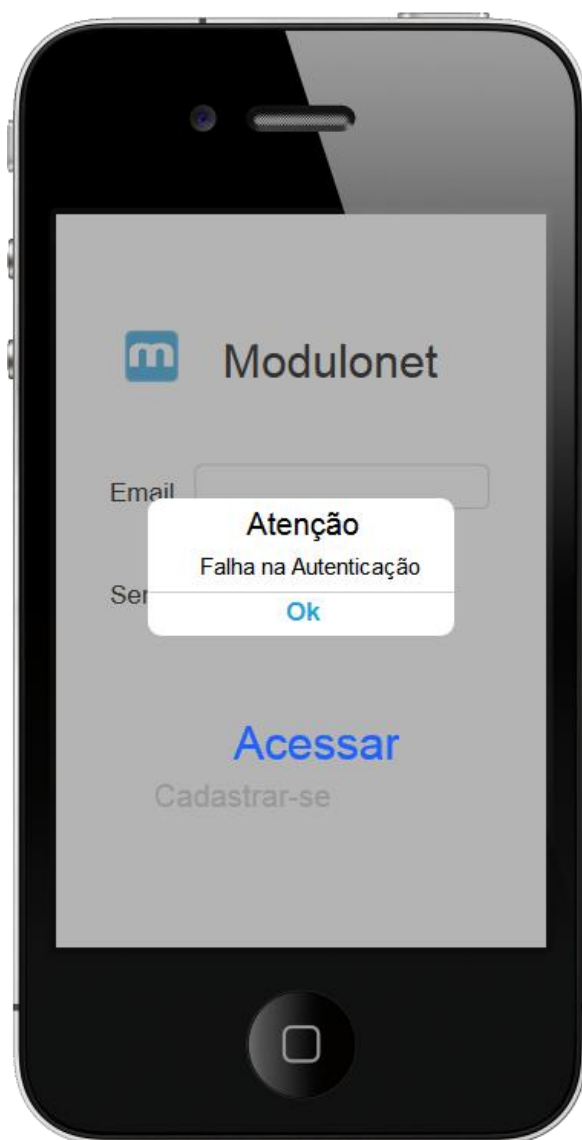 m Modulonet
Email
Atenção
Falha na Autenticação
Ok
Acessar
Cadastrar-se